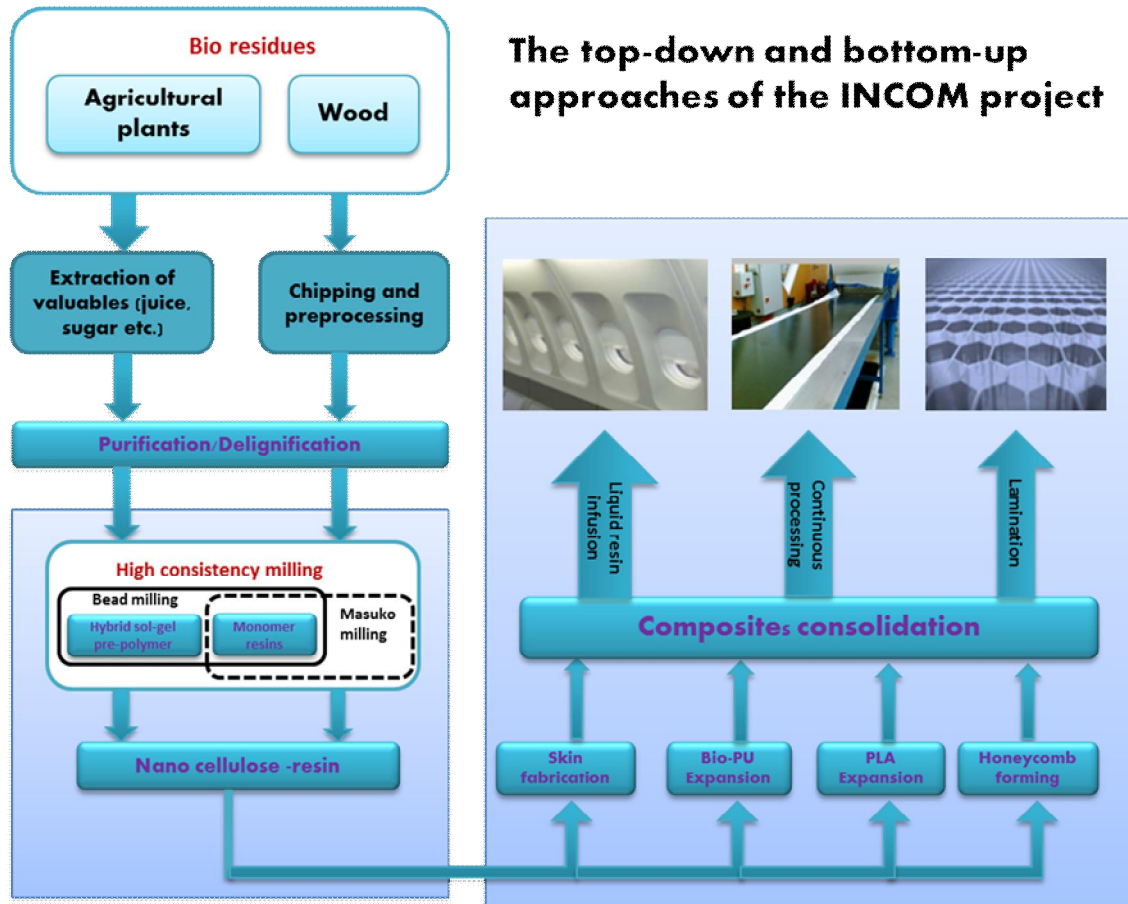 Bio residues
Agricultural
plants
Wood
The top-down and bottom-up
approaches of the INCOM project
Extraction of
valuables (juice,
sugar etc.)
Chipping and
preprocessing
Purification/Delignification
High consistency milling
Bead milling
Hybrid sol-gel
pre-polymer
Monomer
resins
Masuko
milling
Nano cellulose -resin
Liquid resin
infusion
Continuous
processing
Lamination
Composites consolidation
Skin
fabrication
Bio-PU
Expansion
PLA
Expansion
Honeycomb
forming